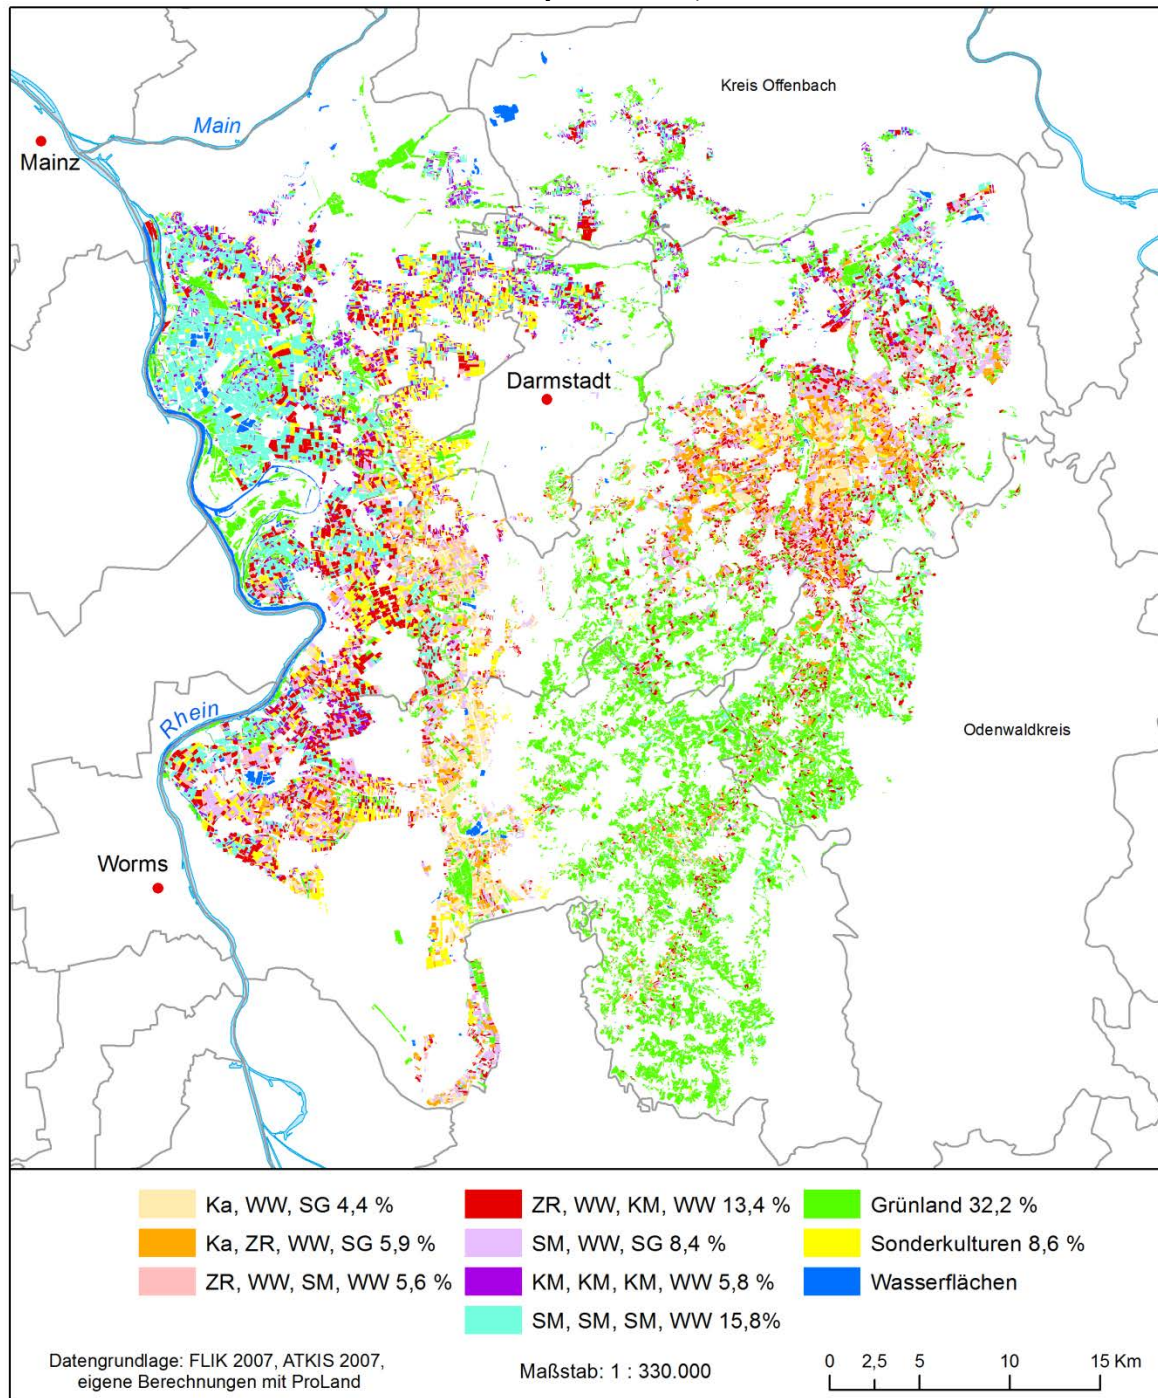 Kreis Offenbach
Main
Mainz
Darmstadt
Rhein
Odenwaldkreis
Worms
Ka, WW, SG 4,4 %
Ka, ZR, WW, SG 5,9 %
ZR, WW, SM, WW 5,6 %
ZR, WW, KM, WW 13,4 %
SM, WW, SG 8,4 %
KM, KM, KM, WW 5,8 %
SM, SM, SM, WW 15,8%
Grünland 32,2 %
Sonderkulturen 8,6 %
Wasserflächen
Datengrundlage: FLIK 2007, ATKIS 2007,
eigene Berechnungen mit ProLand
Maßstab: 1 : 330.000
0 2,5 5 10 15 Km